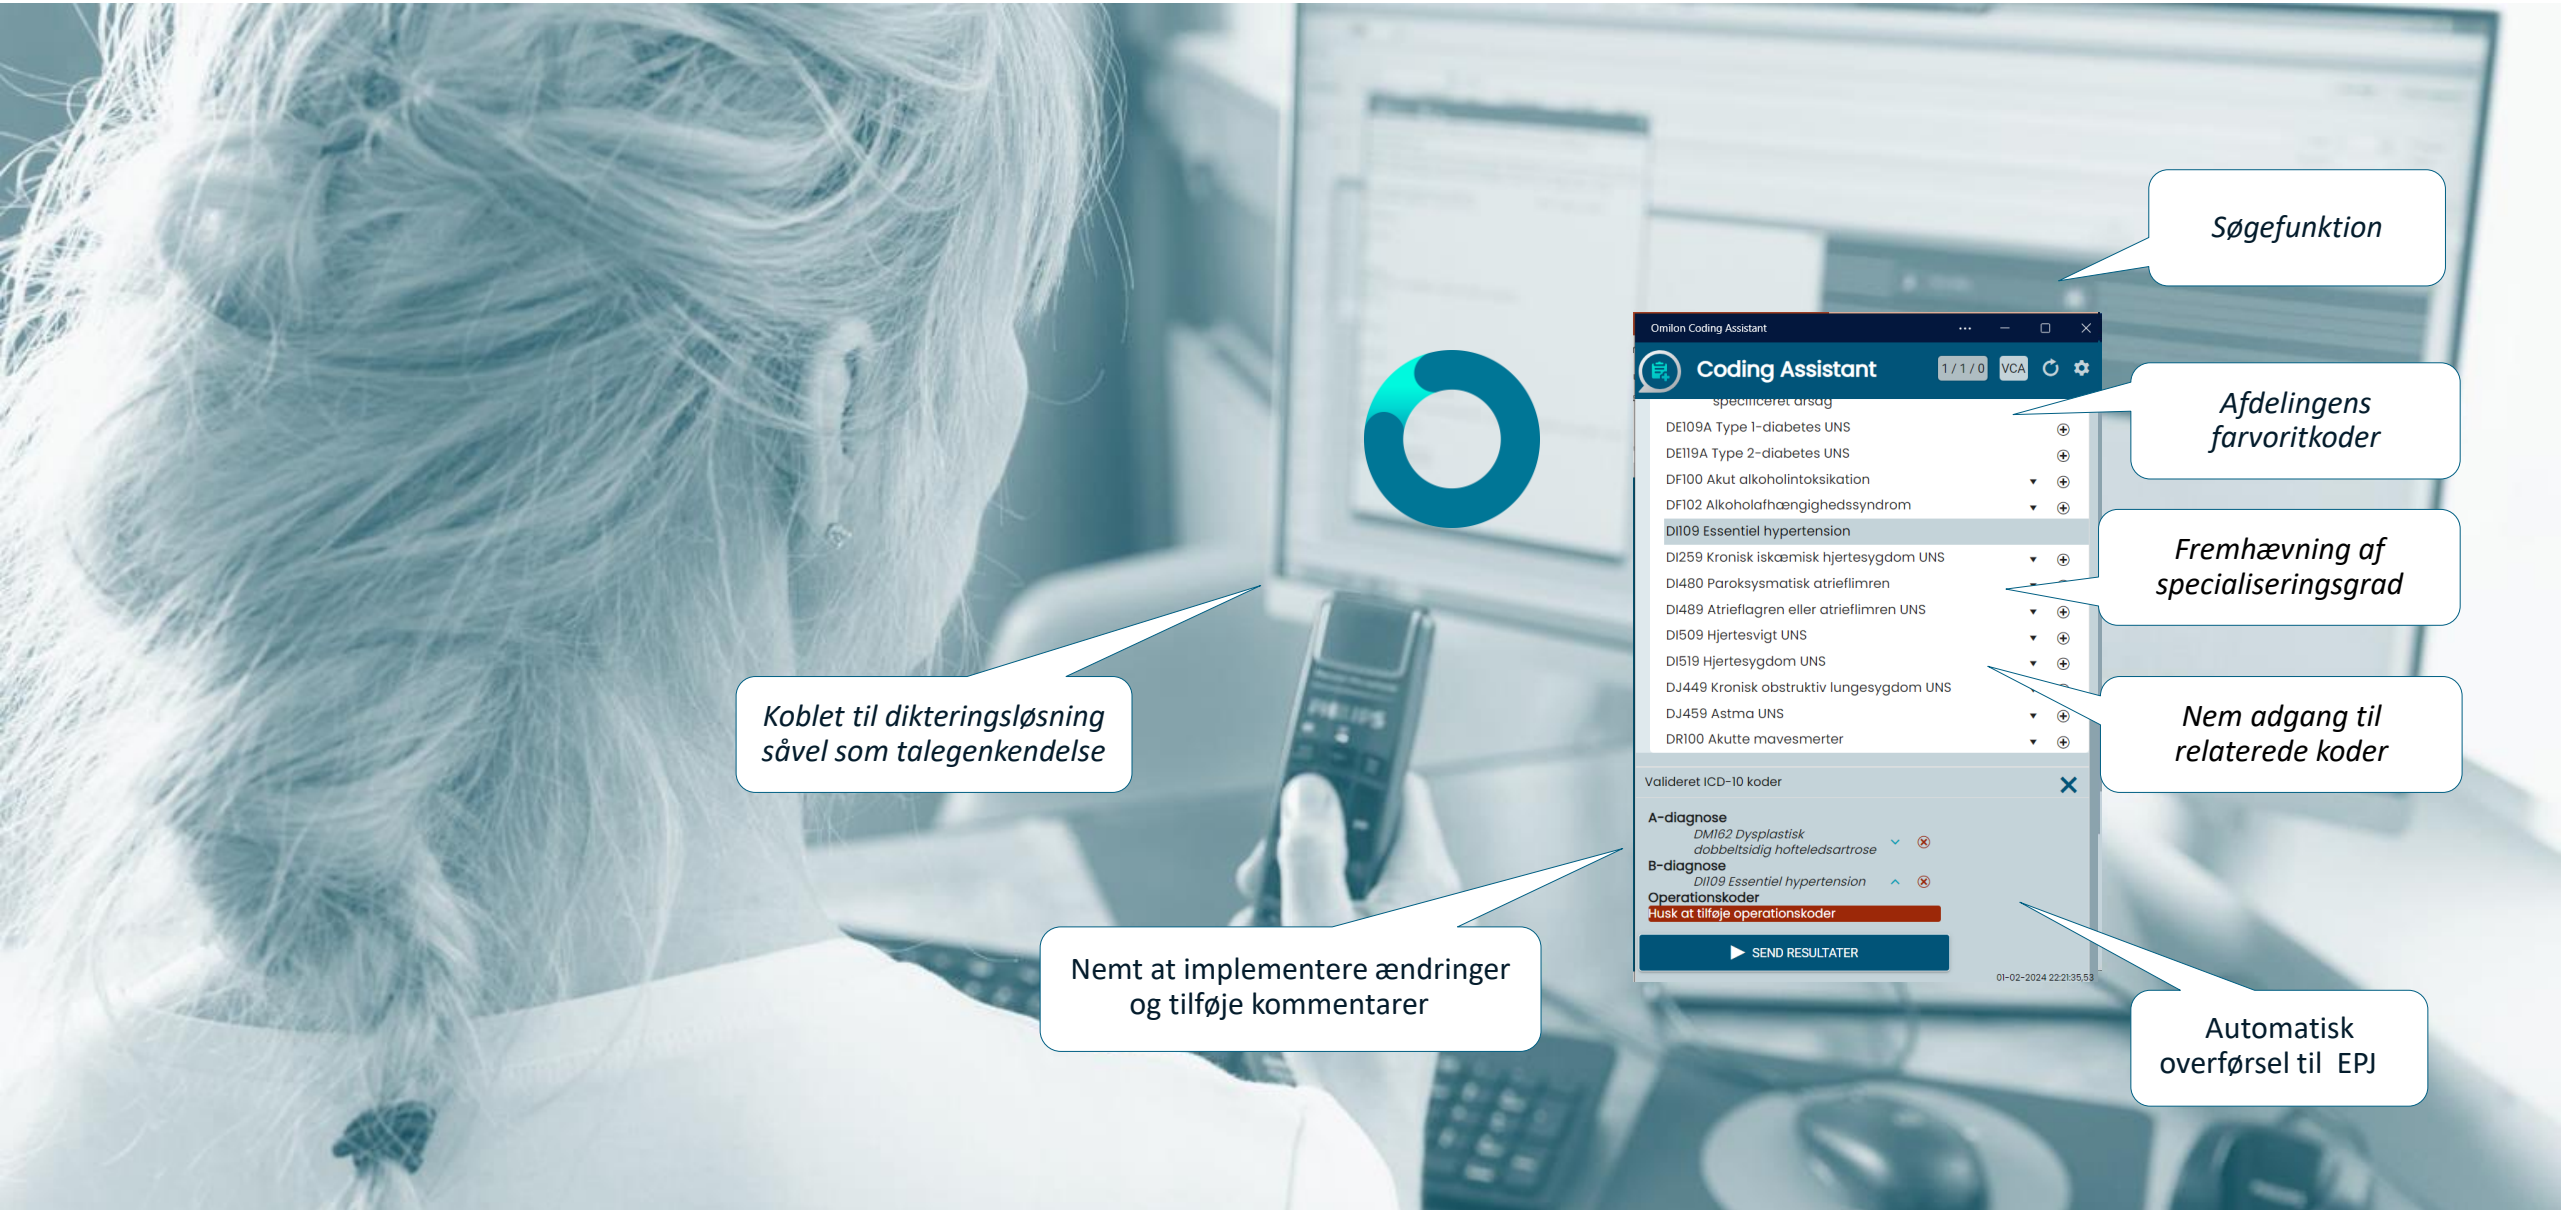 Søgefunktion
Omilon Coding Assistant
Coding Assistant
1 / 1 / 0
VCA
Afdelingens
farvoritkoder
specificeret årsag
DE109A Type 1-diabetes UNS
DE119A Type 2-diabetes UNS
DF100 Akut alkoholintoksikation
DF102 Alkoholafhængighedssyndrom
DI109 Essentiel hypertension
DI259 Kronisk iskæmisk hjertesygdom UNS
DI480 Paroksysmatisk atrieflimren
DI489 Atrieflagren eller atrieflimren UNS
DI509 Hjertesvigt UNS
DI519 Hjertesygdom UNS
DJ449 Kronisk obstruktiv lungesygdom UNS
DJ459 Astma UNS
DR100 Akutte mavesmerter
Fremhævning af
specialiseringsgrad
Nem adgang til
relaterede koder
Koblet til dikteringsløsning
såvel som talegenkendelse
PHILIPS
Valideret ICD-10 koder
A-diagnose
DM162 Dysplastisk
dobbeltsidig hofteledsartrose
B-diagnose
DI109 Essentiel hypertension
Operationskoder
Husk at tilføje operationskoder
SEND RESULTATER
01-02-2024 22:21:35,53
Nemt at implementere ændringer
og tilføje kommentarer
Automatisk
overførsel til EPJ